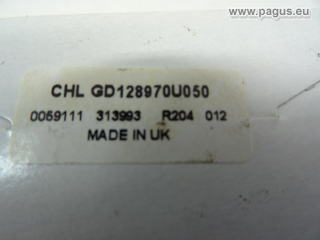 www.pagus.eu
CHL GD128970U050
0059111 313993 R204 012
MADE IN UK